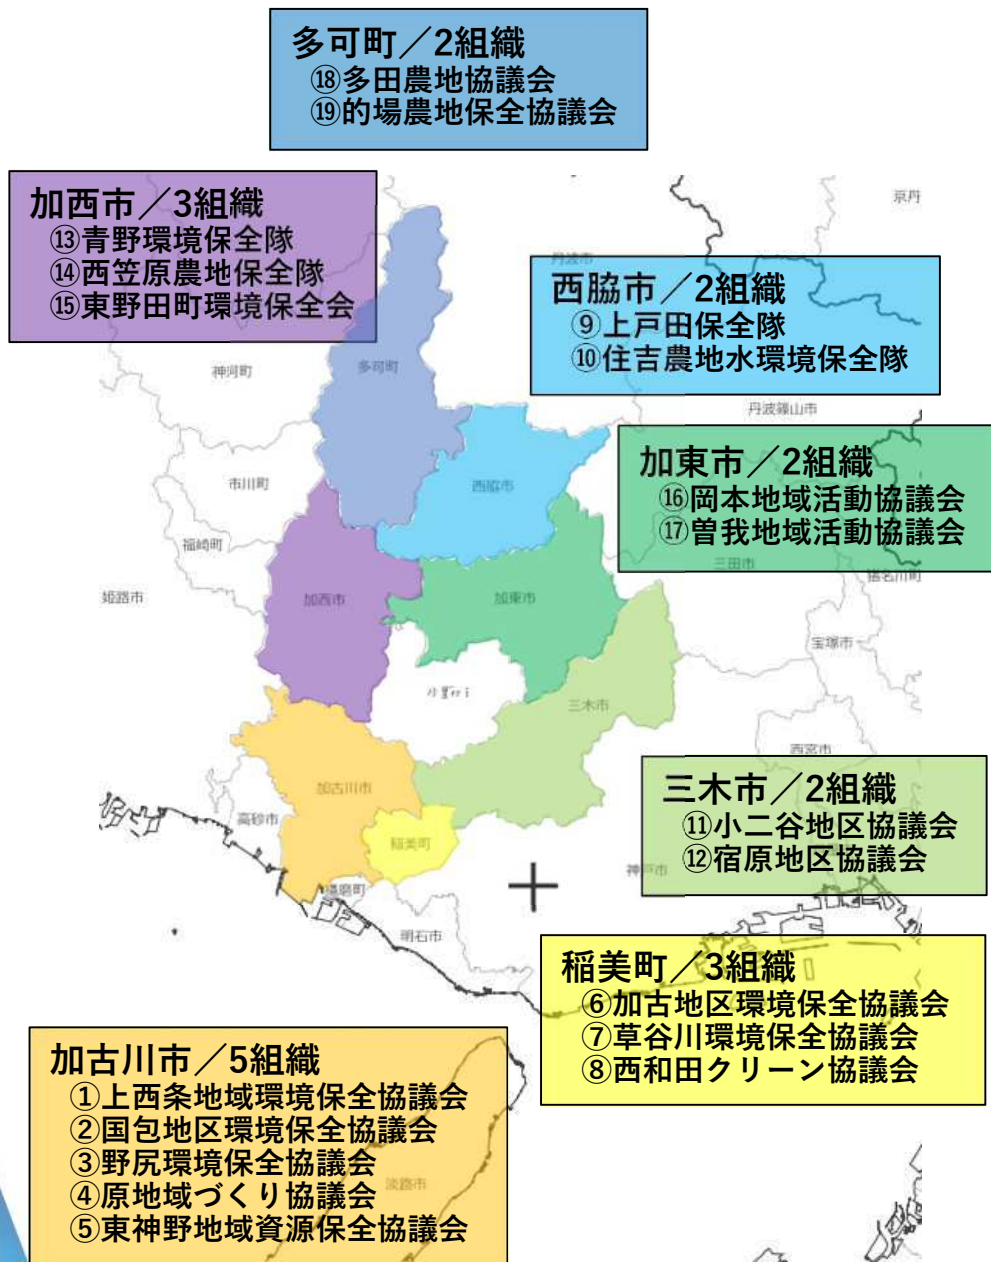 多可町／2組織
⑱多田農地協議会
⑲的場農地保全協議会
加西市／3組織
⑬青野環境保全隊
⑭西笠原農地保全隊
⑮東野田町環境保全会
京丹
丹波市
西脇市／2組織
⑨上戸田保全隊
⑩住吉農地水環境保全隊
神河町
多可町
丹波篠山市
加東市／2組織
⑯岡本地域活動協議会
⑰曽我地域活動協議会
市川町
西脇市
福崎町
三田市
猪名川町
姫路市
加西市
加東市
宝塚市
三木市
西宮市
加古川市
三木市／2組織
⑪小二谷地区協議会
⑫宿原地区協議会
高砂市
稲美町
神戸市
播磨町
明石市
稲美町／3組織
⑥加古地区環境保全協議会
⑦草谷川環境保全協議会
⑧西和田クリーン協議会
加古川市／5組織
①上西条地域環境保全協議会
②国包地区環境保全協議会
③野尻環境保全協議会
④原地域づくり協議会
⑤東神野地域資源保全協議会
淡路市